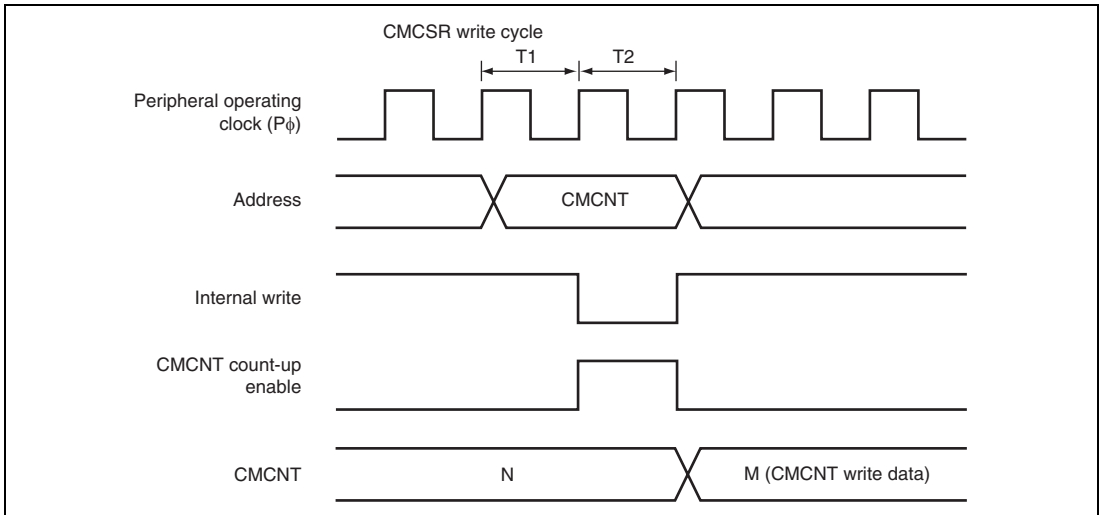 CMCSR write cycle
T1 T2
Peripheral operating
clock (Pϕ)
Address
CMCNT
Internal write
CMCNT count-up
enable
CMCNT
N
M (CMCNT write data)